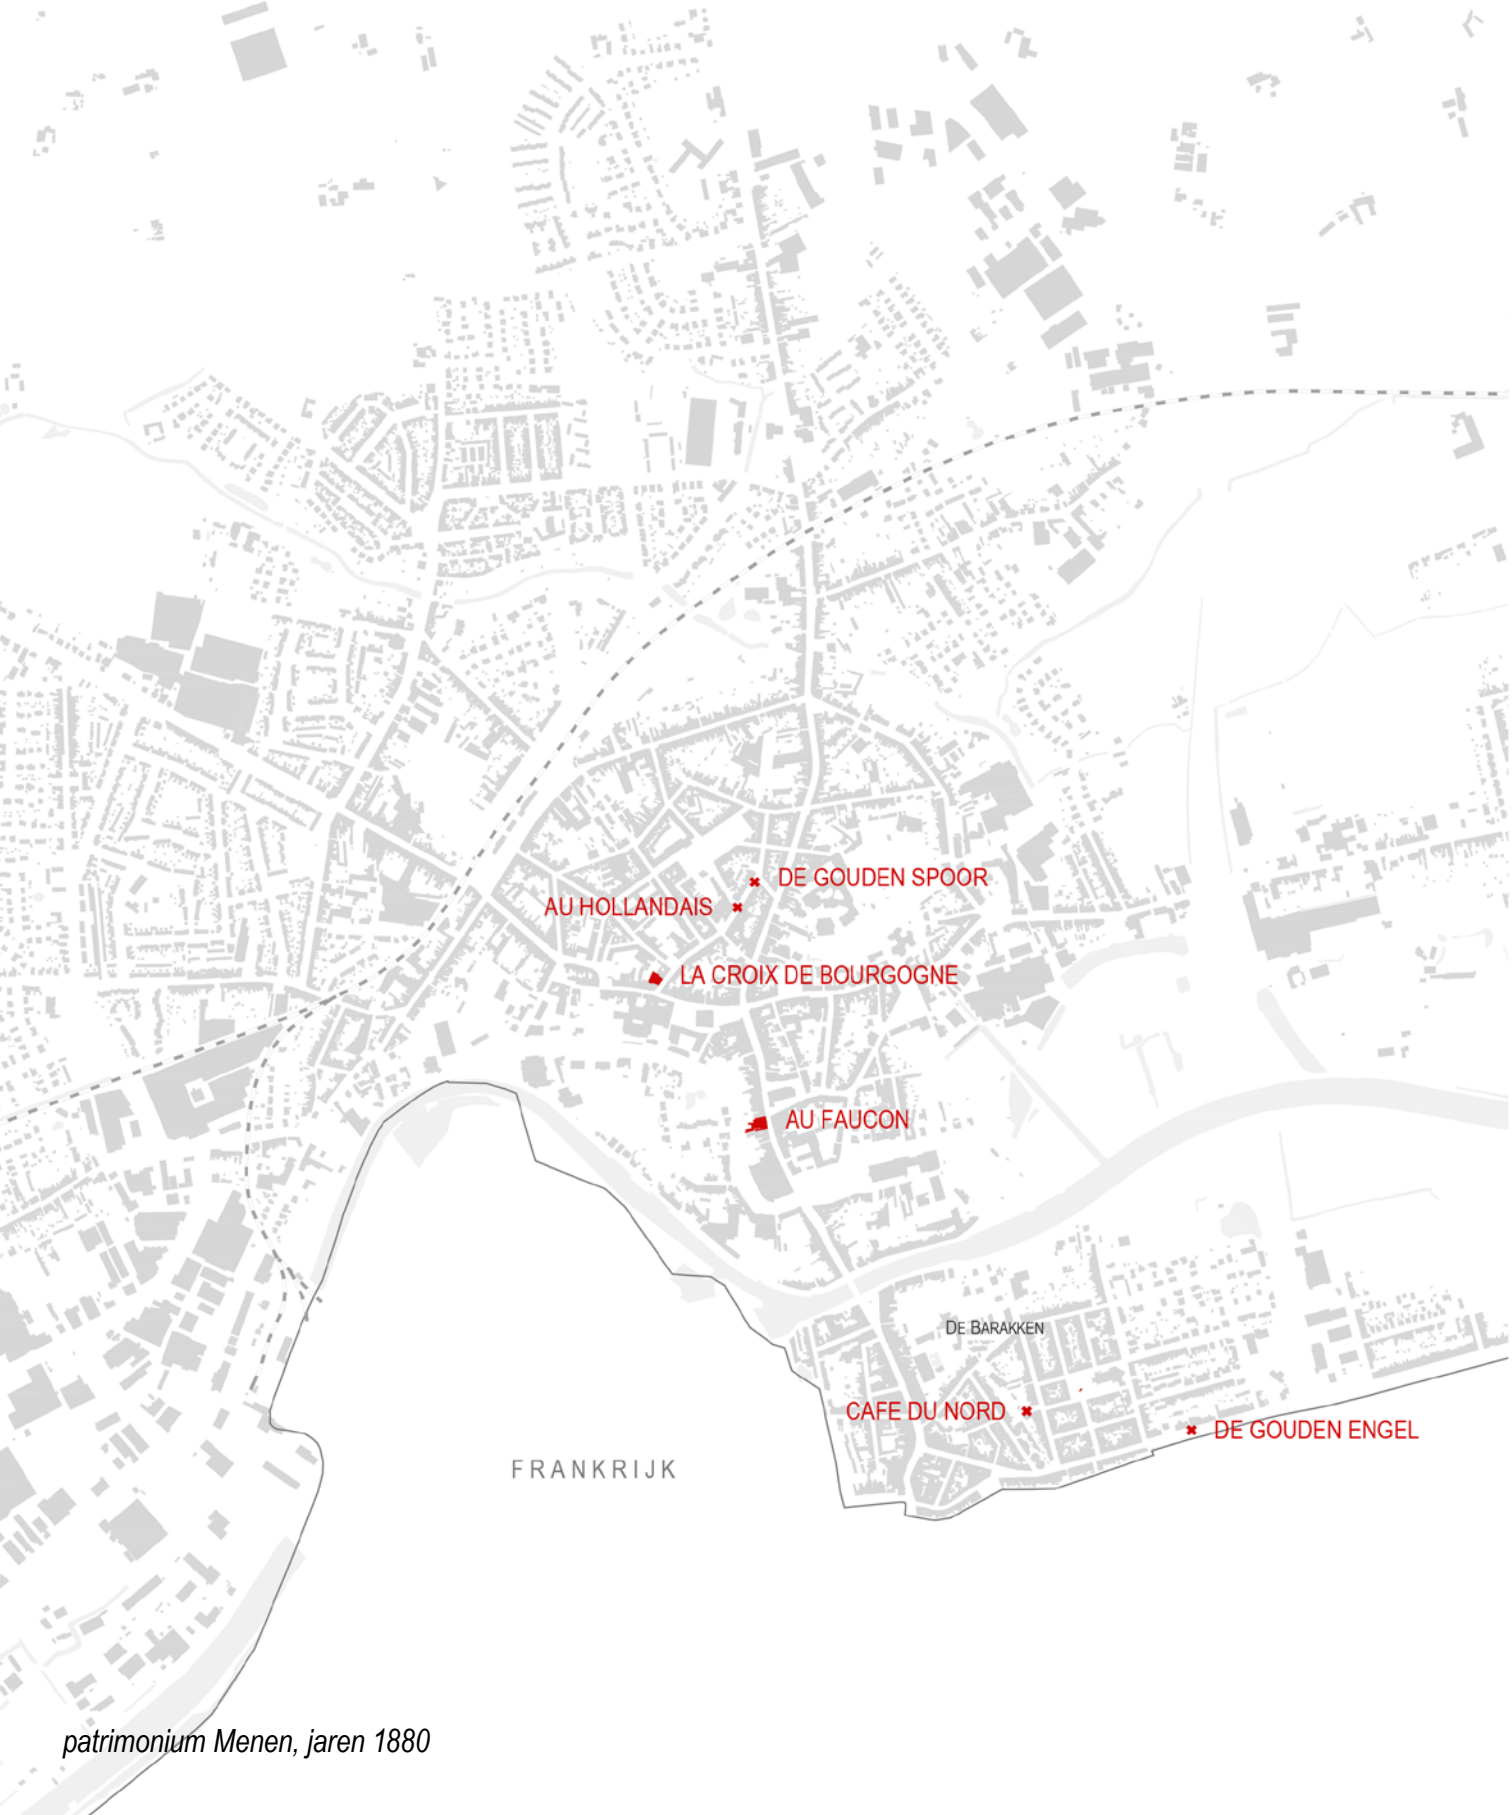 DE GOUDEN SPOOR
AU HOLLANDAIS
LA CROIX DE BOURGOGNE
AU FAUCON
DE BARAKKEN
CAFE DU NORD
DE GOUDEN ENGEL
FRANKRIJK
patrimonium Menen, jaren 1880